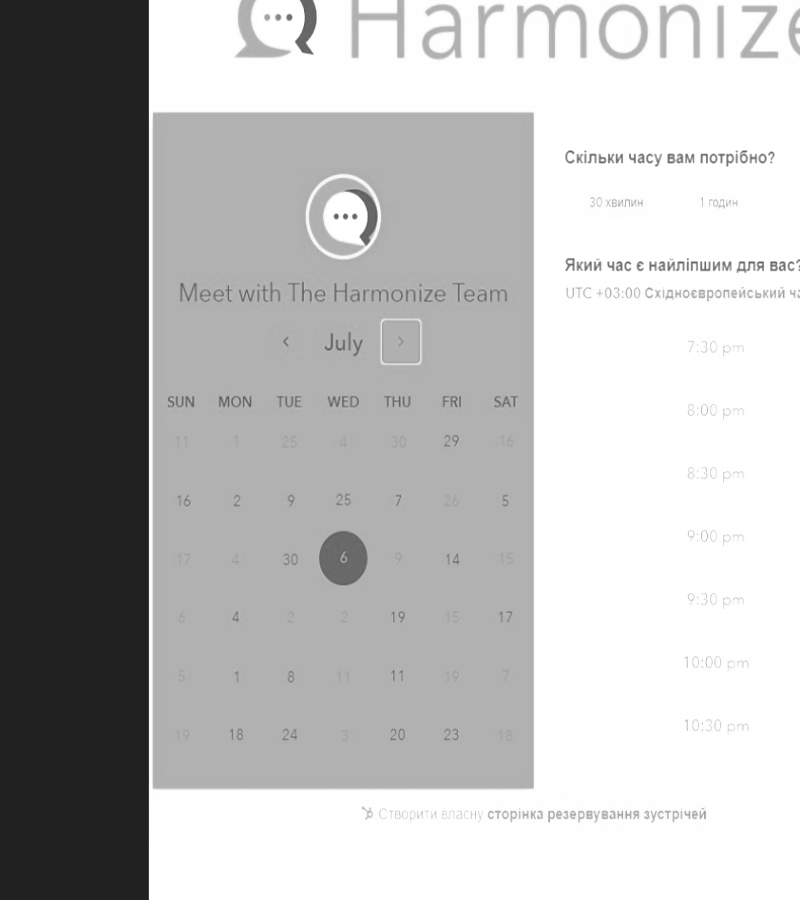 Harmonize
Meet with The Harmonize Team
July
SUN MON TUE WED THU FRI SAT
11 1 25 4 30 29 16
16 2 9 25 7 26 5
17 4 30 6 9 14 15
6 4 2 2 19 15 17
5 1 8 11 11 19 7
19 18 24 3 20 23 18
Скільки часу вам потрібно?
30 хвилин 1 годин
Який час є найліпшим для вас?
UTC +03:00 Східноєвропейський ча
7:30 pm
8:00 pm
8:30 pm
9:00 pm
9:30 pm
10:00 pm
10:30 pm
Створити власну сторінка резервування зустрічей